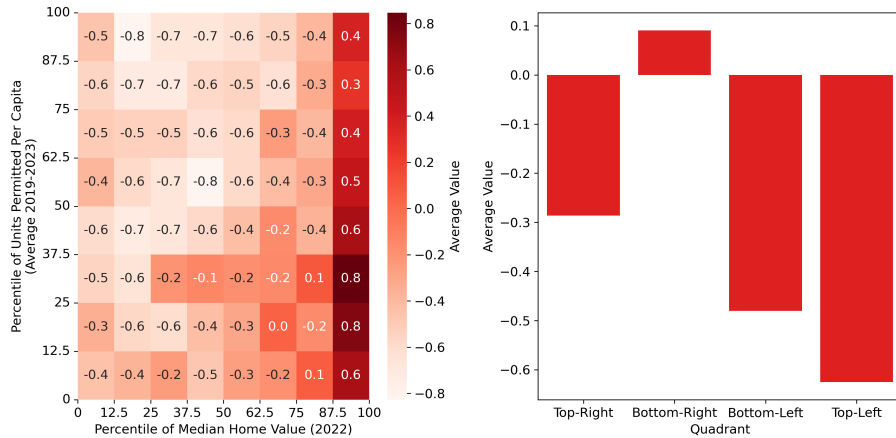 100
87.5
75
62.5
50
37.5
25
12.5
0
Percentile of Units Permitted Per Capita
(Average 2019-2023)
-0.5 -0.8 -0.7 -0.7 -0.6 -0.5 -0.4 0.4
-0.6 -0.7 -0.7 -0.6 -0.6 -0.6 -0.3 0.3
-0.5 -0.5 -0.5 -0.6 -0.6 -0.3 -0.4 0.4
-0.4 -0.6 -0.7 -0.8 -0.6 -0.4 -0.3 0.5
-0.6 -0.7 -0.7 -0.6 -0.4 -0.2 -0.4 0.6
-0.5 -0.6 -0.2 -0.1 -0.2 -0.2 0.1 0.8
-0.3 -0.6 -0.6 -0.4 -0.3 0.0 -0.2 0.8
-0.4 -0.4 -0.2 -0.5 -0.3 -0.2 0.1 0.6
0 12.5 25 37.5 50 62.5 75 87.5 100
Percentile of Median Home Value (2022)
0.8
0.6
0.4
0.2
0.0
−0.2
−0.4
−0.6
−0.8
Average Value
0.1
0.0
−0.1
−0.2
−0.3
−0.4
−0.5
−0.6
Average Value
Top-Right Bottom-Right Bottom-Left Top-Left
Quadrant